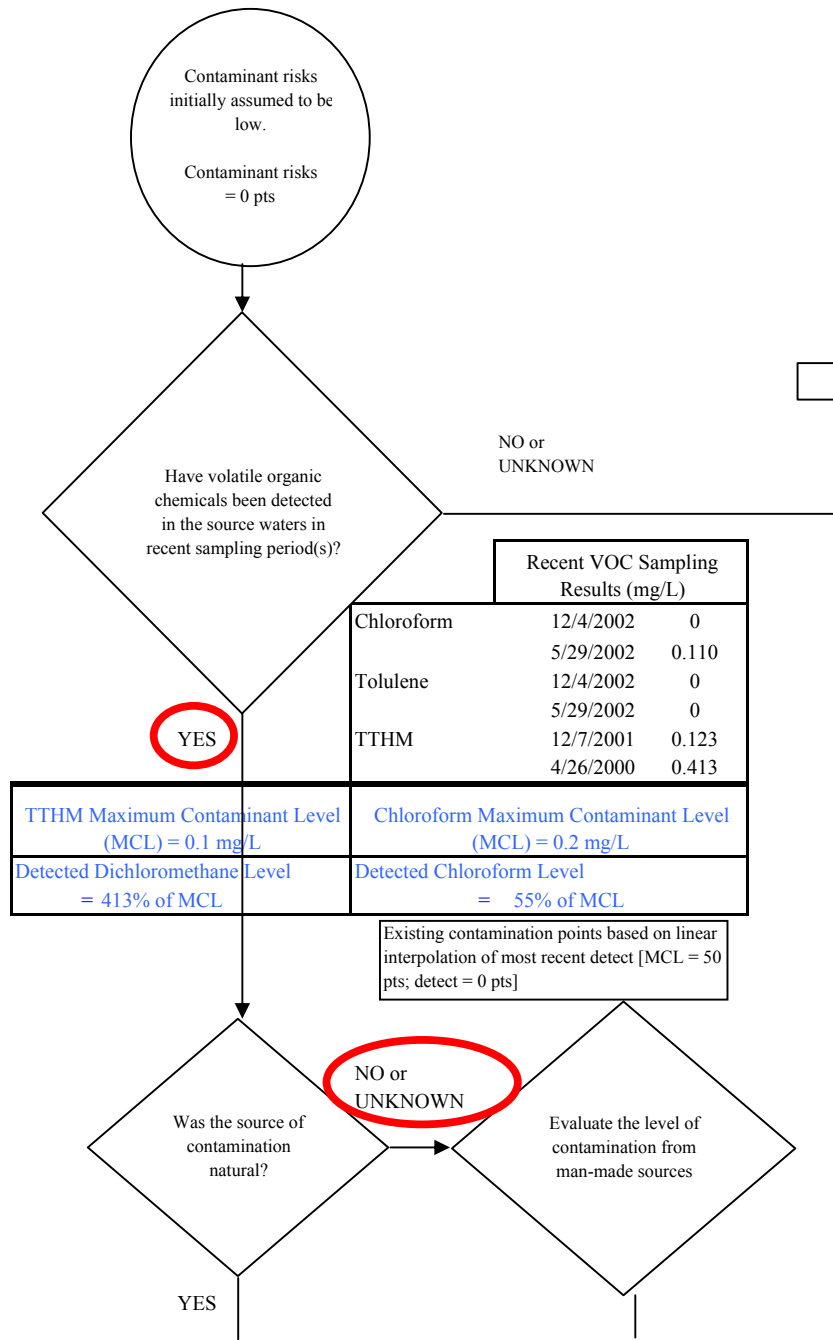 Contaminant risks
initially assumed to be
low.
Contaminant risks
= 0 pts
Have volatile organic
chemicals been detected
in the source waters in
recent sampling period(s)?
NO or
UNKNOWN
Recent VOC Sampling
Results (mg/L)
Chloroform 12/4/2002 0
5/29/2002 0.110
Tolulene 12/4/2002 0
5/29/2002 0
TTHM 12/7/2001 0.123
4/26/2000 0.413
YES
TTHM Maximum Contaminant Level
(MCL) = 0.1 mg/L
Chloroform Maximum Contaminant Level
(MCL) = 0.2 mg/L
Detected Dichloromethane Level
= 413% of MCL
Detected Chloroform Level
= 55% of MCL
Existing contamination points based on linear
interpolation of most recent detect [MCL = 50
pts; detect = 0 pts]
Was the source of
contamination
natural?
NO or
UNKNOWN
Evaluate the level of
contamination from
man-made sources
YES